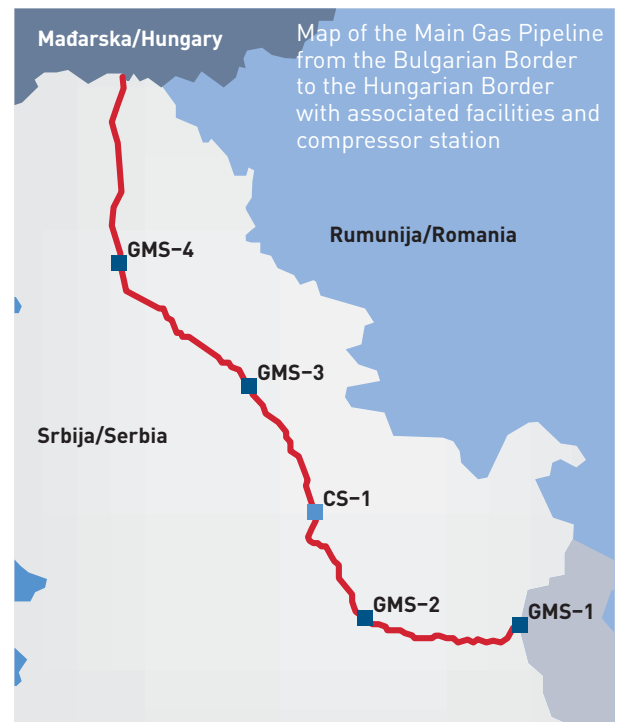 Mađarska/Hungary
Map of the Main Gas Pipeline
from the Bulgarian Border
to the Hungarian Border
with associated facilities and
compressor station
Rumunija/Romania
GMS–4
GMS–3
Srbija/Serbia
CS–1
GMS–2
GMS–1